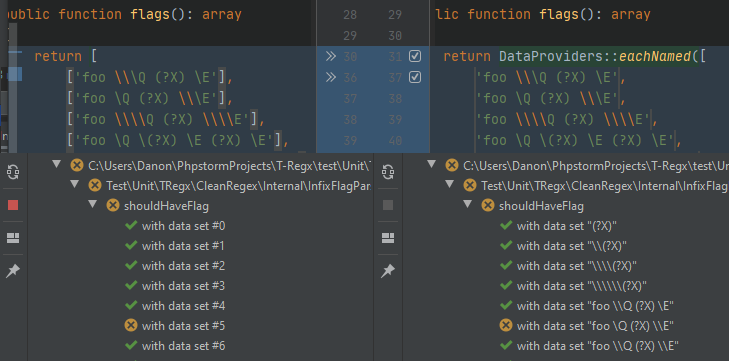 public function flags(): array
return [
['foo \\\Q (?X) \E'],
['foo \Q (?X) \\\E'],
['foo \\\\Q (?X) \\\\E'],
['foo \Q \(?X) \E (?X) \E'],
28 29
29 30
30 31
36 37
37 38
38 39
39 40
lic function flags(): array
return DataProviders::eachNamed([
'foo \\\Q (?X) \E',
'foo \Q (?X) \\\E',
'foo \\\\Q (?X) \\\\E',
'foo \Q \(?X) \E (?X) \E',
C:\Users\Danon\PhpstormProjects\T-Regx\test\Unit\T
Test\Unit\TRegx\CleanRegex\Internal\InfixFlagPars
shouldHaveFlag
with data set #0
with data set #1
with data set #2
with data set #3
with data set #4
with data set #5
with data set #6
C:\Users\Danon\PhpstormProjects\T-Regx\test
Test\Unit\TRegx\CleanRegex\Internal\InfixFlag
shouldHaveFlag
with data set "(?X)"
with data set "\\(?X)"
with data set "\\\\(?X)"
with data set "\\\\\\(?X)"
with data set "foo \\Q (?X) \E"
with data set "foo \Q (?X) \\E"
with data set "foo \\Q (?X) \\E"